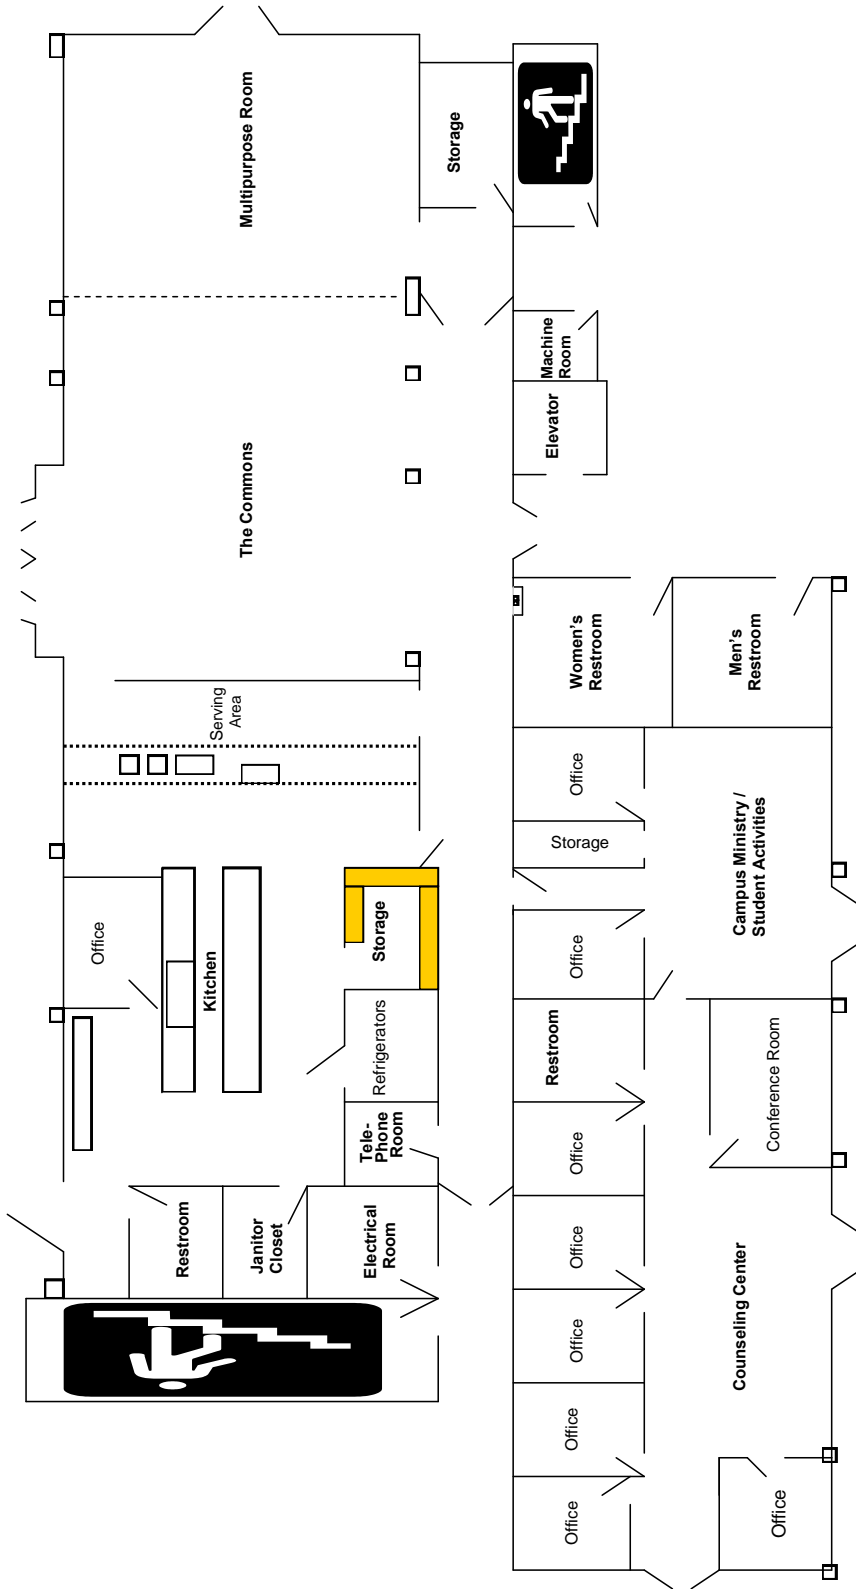 Multipurpose Room
Storage
Machine
Room
Elevator
The Commons
Women's
Restroom
Men's
Restroom
Serving
Area
Office
Storage
Campus Ministry /
Student Activities
Office
Kitchen
Storage
Office
Refrigerators
Restroom
Conference Room
Tele-
Phone
Room
Office
Restroom
Janitor
Closet
Electrical
Room
Office
Office
Counseling Center
Office
Office
Office